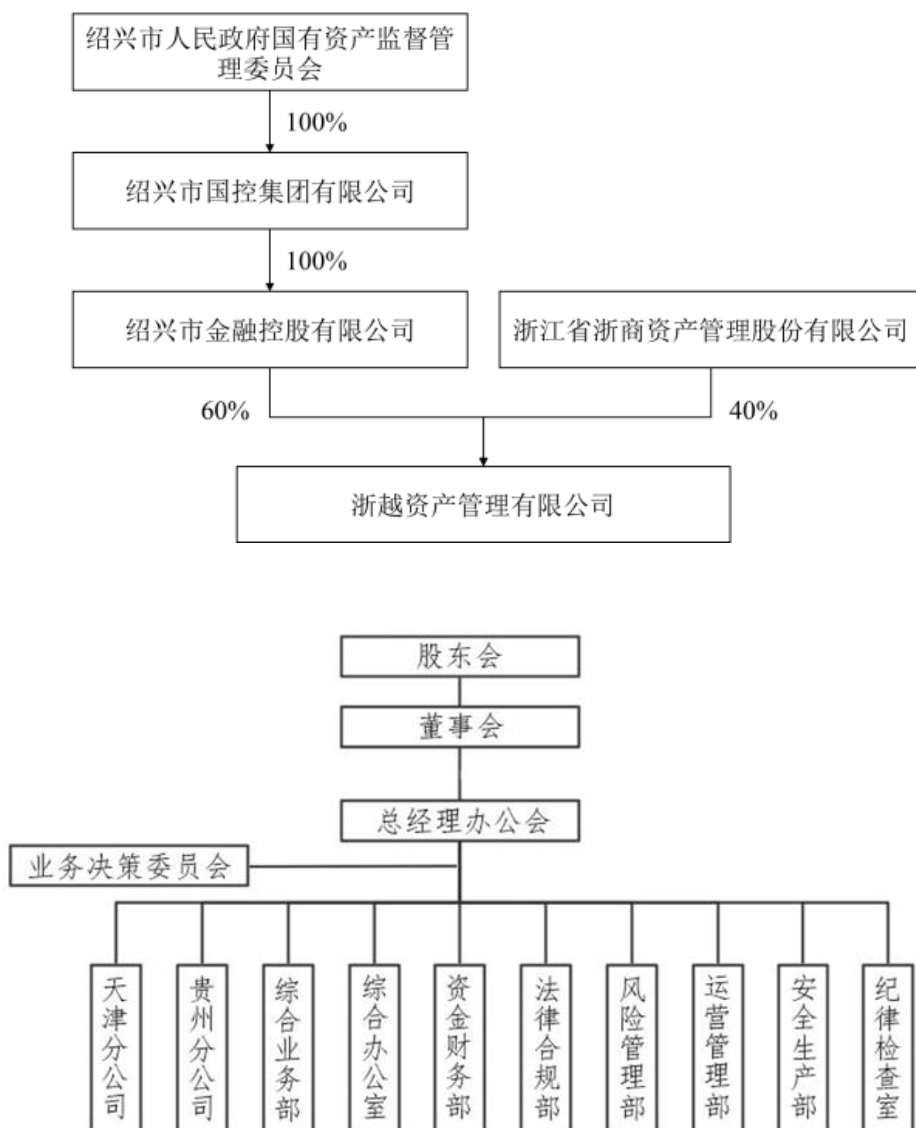 绍兴市人民政府国有资产监督管
理委员会
100%
绍兴市国控集团有限公司
100%
绍兴市金融控股有限公司
浙江省浙商资产管理股份有限公司
60%
40%
浙越资产管理有限公司
股东会
董事会
总经理办公会
业务决策委员会
天津分公司
贵州分公司
综合业务部
综合办公室
资金财务部
法律合规部
风险管理部
运营管理部
安全生产部
纪律检查室